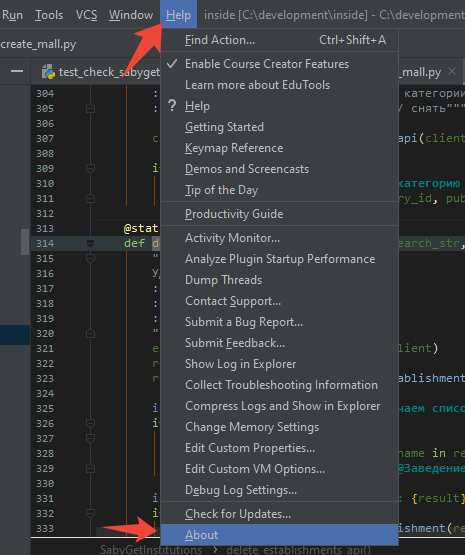 Run Tools VCS Window Help inside [C:\development\inside] - C:\de
create_mall.py
test_check_sabyget
_mall.py
Find Action... Ctrl+Shift+A
Enable Course Creator Features
Learn more about EduTools
? Help
Getting Started
Keymap Reference
Demos and Screencasts
Tip of the Day
Productivity Guide
Activity Monitor...
Analyze Plugin Startup Performance
Dump Threads
Contact Support...
Submit a Bug Report...
Submit Feedback...
Show Log in Explorer
Collect Troubleshooting Information
Compress Logs and Show in Explorer
Change Memory Settings
Edit Custom Properties...
Edit Custom VM Options...
Debug Log Settings...
Check for Updates...
About
304 : категории
305 : / снять"""
306
307 c api(client
308
309 i
310 категорию
311 ry_id, pub
312
313 @stat
314 def d earch_str,
315 "
316 У
317 :
318 :
319 :
320 "
321 e lient)
322 r
323 r ablishment
324
325 i чаем списо
326 i
327
328
329 name in re
330 @Заведение
331 i : {result}
332 i
333 lishment(re
SabyGetInstitutions › delete_establishments_api()